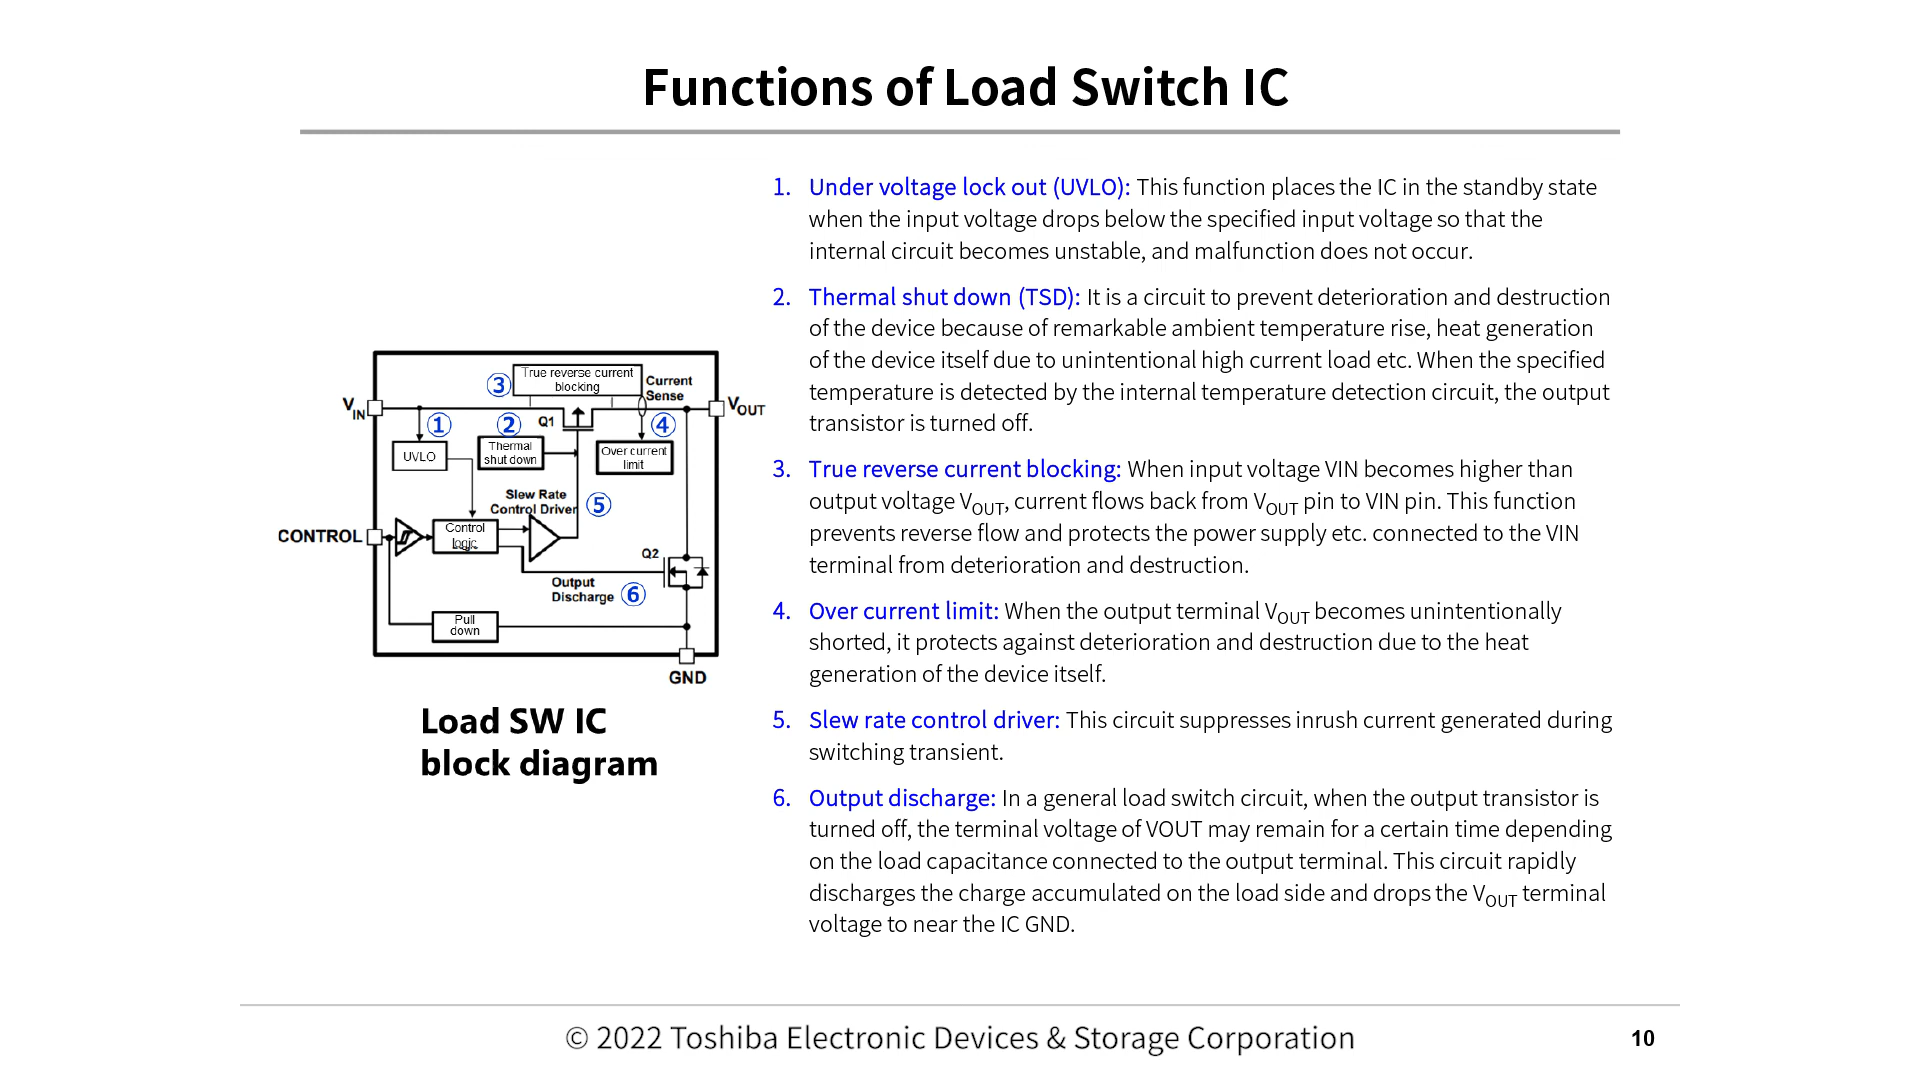 Functions of Load Switch IC
1. Under voltage lock out (UVLO): This function places the IC in the standby state
when the input voltage drops below the specified input voltage so that the
internal circuit becomes unstable, and malfunction does not occur.
2. Thermal shut down (TSD): It is a circuit to prevent deterioration and destruction
of the device because of remarkable ambient temperature rise, heat generation
of the device itself due to unintentional high current load etc. When the specified
temperature is detected by the internal temperature detection circuit, the output
transistor is turned off.
3. True reverse current blocking: When input voltage VIN becomes higher than
output voltage VOUT, current flows back from VOUT pin to VIN pin. This function
prevents reverse flow and protects the power supply etc. connected to the VIN
terminal from deterioration and destruction.
4. Over current limit: When the output terminal VOUT becomes unintentionally
shorted, it protects against deterioration and destruction due to the heat
generation of the device itself.
5. Slew rate control driver: This circuit suppresses inrush current generated during
switching transient.
6. Output discharge: In a general load switch circuit, when the output transistor is
turned off, the terminal voltage of VOUT may remain for a certain time depending
on the load capacitance connected to the output terminal. This circuit rapidly
discharges the charge accumulated on the load side and drops the VOUT terminal
voltage to near the IC GND.
③ True reverse current
blocking
Current
Sense
VIN
VOUT
①
②
Q1
④
UVLO
Thermal
shut down
Over current
limit
Slew Rate
Control Driver
⑤
CONTROL
Control
logic
Q2
Output
Discharge
⑥
Pull
down
GND
Load SW IC
block diagram
© 2022 Toshiba Electronic Devices & Storage Corporation
10